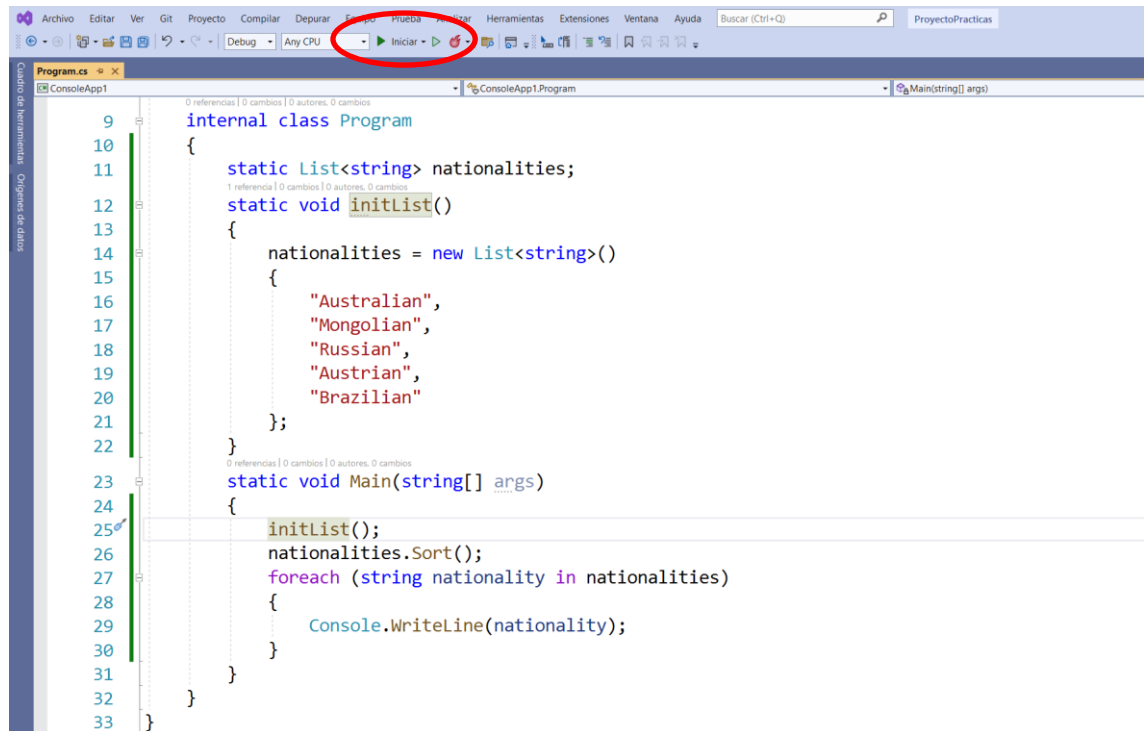 Archivo Editar Ver Git Proyecto Compilar Depurar Equipo Prueba Analizar Herramientas Extensiones Ventana Ayuda Buscar (Ctrl+Q) ProyectoPracticas
Debug Any CPU Iniciar
Cuadro de herramientas Orígenes de datos
Program.cs
ConsoleApp1 ConsoleApp1.Program Main(string[] args)
0 referencias | 0 cambios | 0 autores, 0 cambios
9 internal class Program
10 {
11 static List<string> nationalities;
1 referencia | 0 cambios | 0 autores, 0 cambios
12 static void initList()
13 {
14 nationalities = new List<string>()
15 {
16 "Australian",
17 "Mongolian",
18 "Russian",
19 "Austrian",
20 "Brazilian"
21 };
22 }
0 referencias | 0 cambios | 0 autores, 0 cambios
23 static void Main(string[] args)
24 {
25 initList();
26 nationalities.Sort();
27 foreach (string nationality in nationalities)
28 {
29 Console.WriteLine(nationality);
30 }
31 }
32 }
33 }